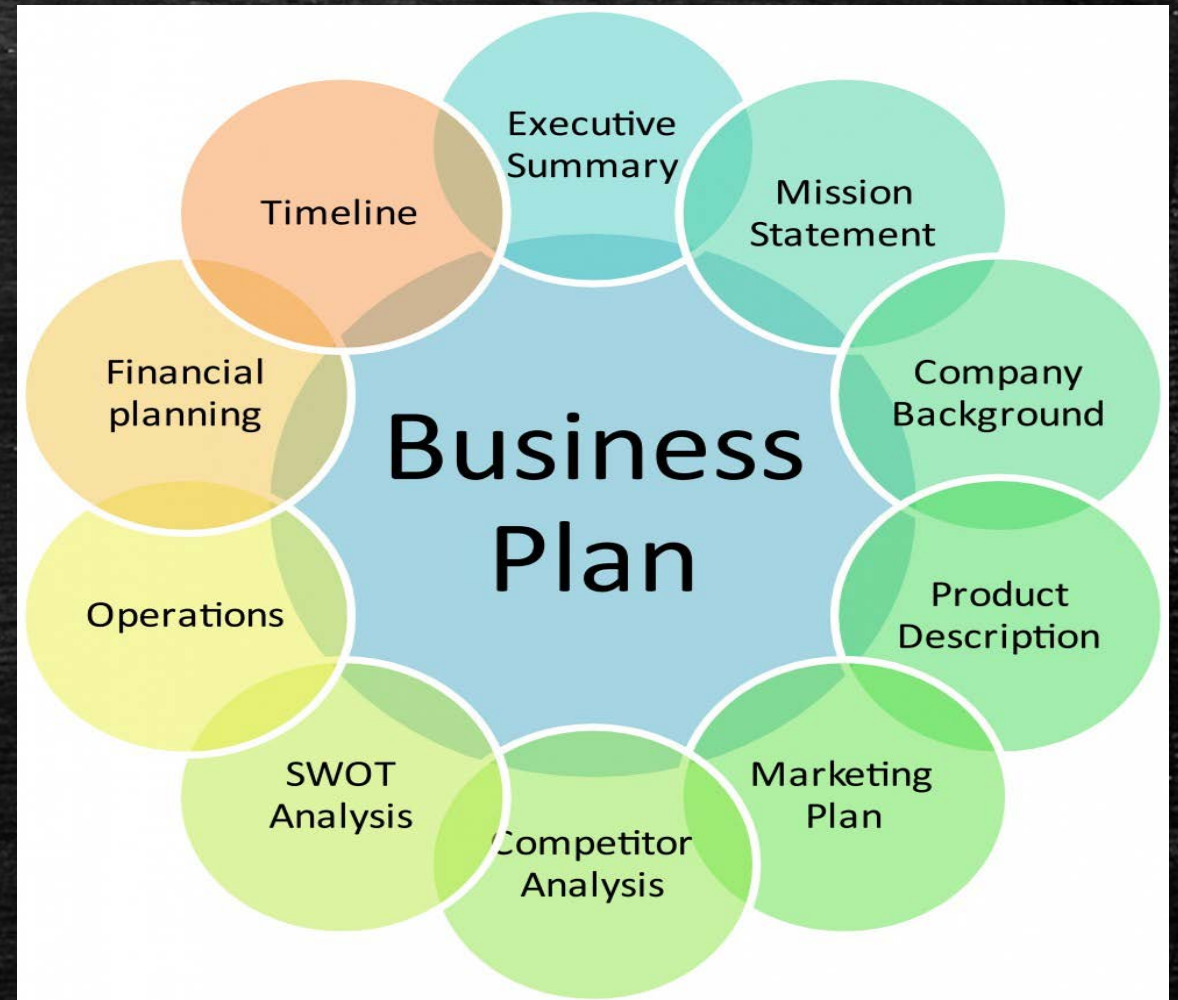 Executive
Summary
Mission
Statement
Company
Background
Product
Description
Marketing
Plan
Competitor
Analysis
SWOT
Analysis
Operations
Financial
planning
Timeline
Business
Plan